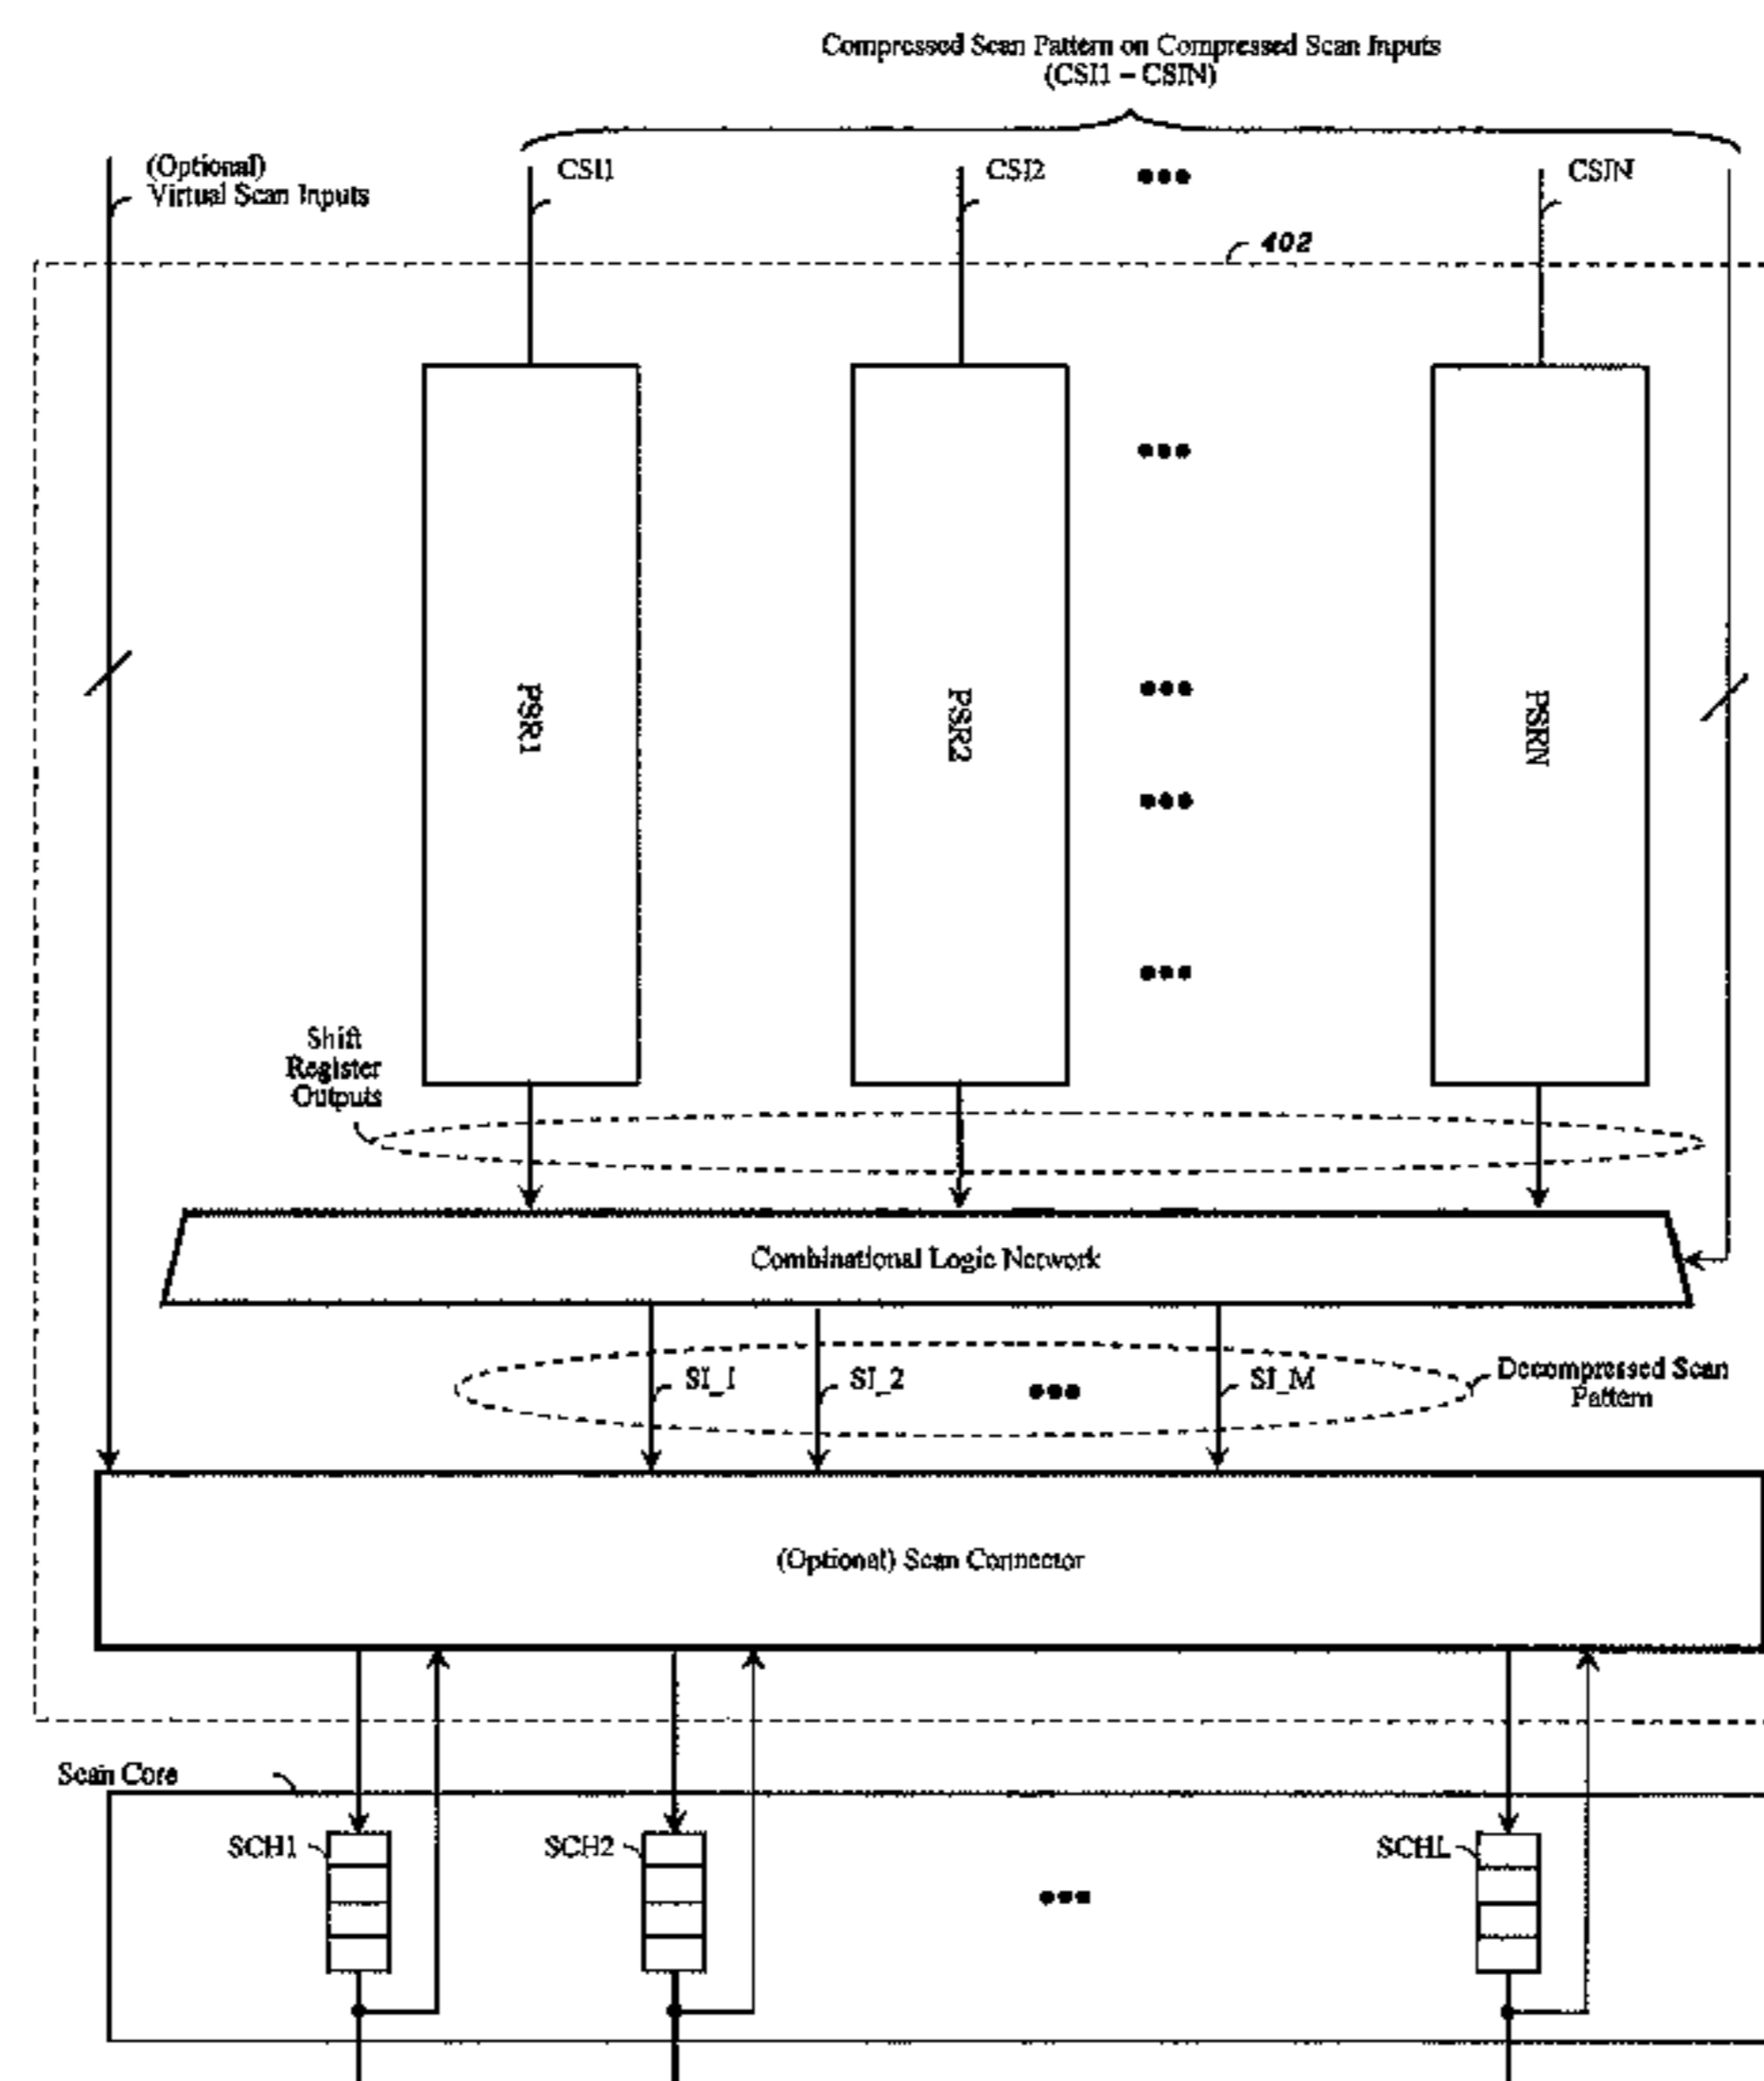 Compressed Scan Pattern on Compressed Scan Inputs
(CSI1 – CSIN)
(Optional)
Virtual Scan Inputs
CSI1
CSI2
CSIN
402
PSR1
PSR2
PSRN
Shift
Register
Outputs
Combinational Logic Network
SI_1
SI_2
SI_M
Decompressed Scan
Pattern
(Optional) Scan Connector
Scan Core
SCH1
SCH2
SCHL